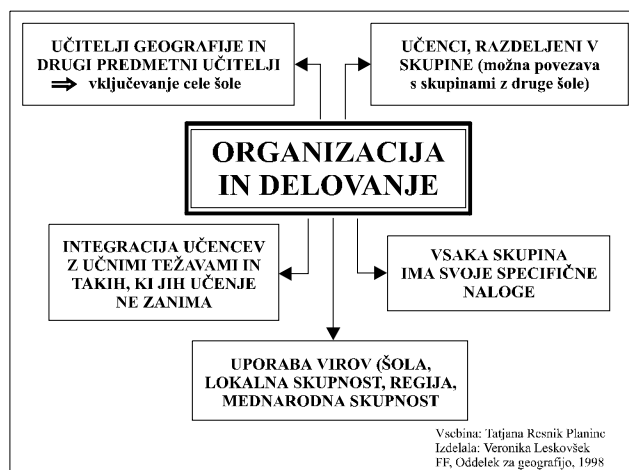 UČITELJI GEOGRAFIJE IN
DRUGI PREDMETNI UČITELJI
⇒ vključevanje cele šole
UČENCI, RAZDELJENI V
SKUPINE (možna povezava
s skupinami z druge šole)
ORGANIZACIJA
IN DELOVANJE
INTEGRACIJA UČENCEV
Z UČNIMI TEŽAVAMI IN
TAKIH, KI JIH UČENJE
NE ZANIMA
VSAKA SKUPINA
IMA SVOJE SPECIFIČNE
NALOGE
UPORABA VIROV (ŠOLA,
LOKALNA SKUPNOST, REGIJA,
MEDNARODNA SKUPNOST
Vsebina: Tatjana Resnik Planinc
Izdelala: Veronika Leskovšek
FF, Oddelek za geografijo, 1998